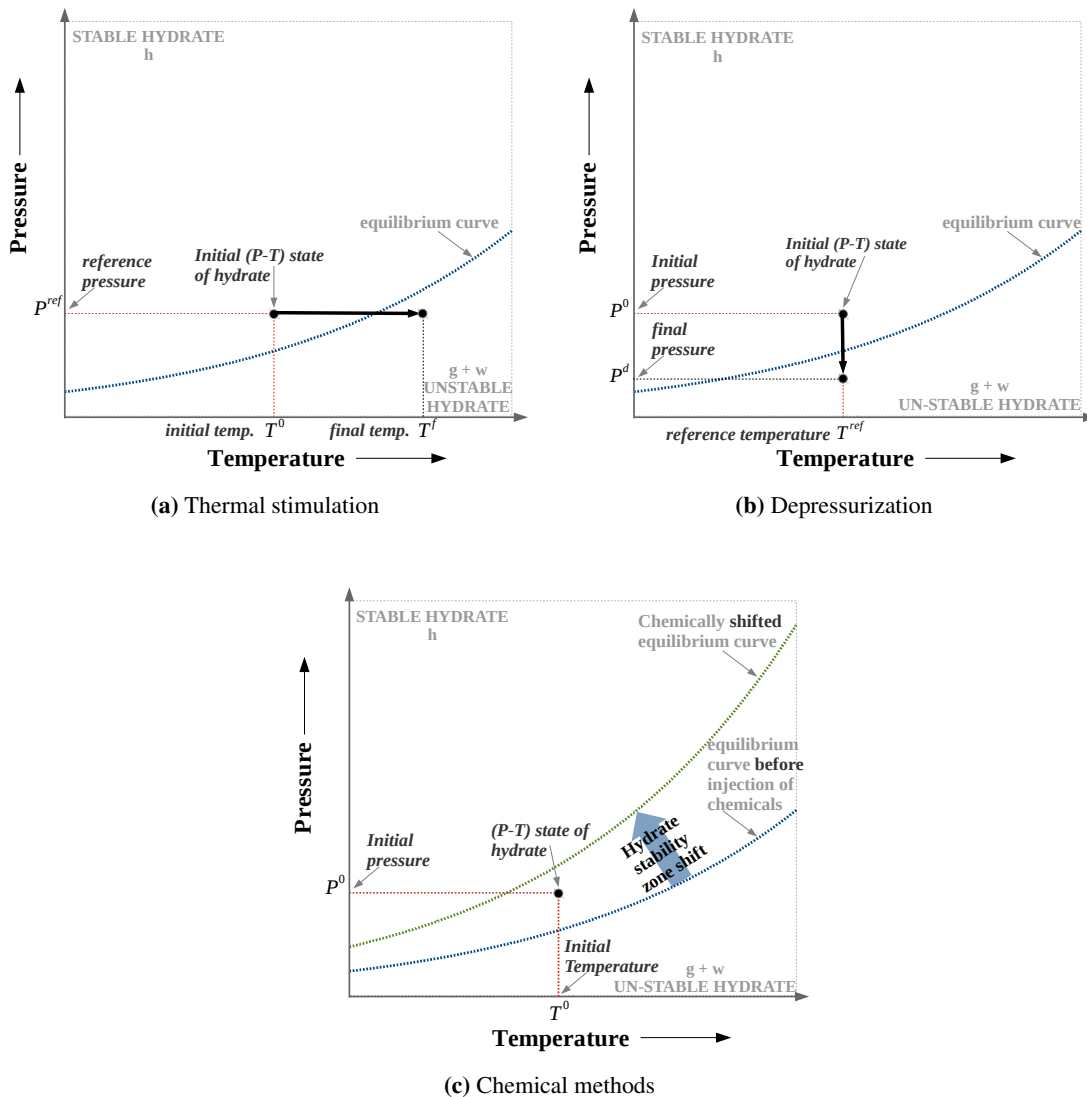 STABLE HYDRATE
h
Pressure
equilibrium curve
Initial (P-T) state
of hydrate
reference
pressure
P^ref
g + w
UNSTABLE
HYDRATE
initial temp. T^0 final temp. T^f
Temperature
(a) Thermal stimulation
STABLE HYDRATE
h
Pressure
equilibrium curve
Initial (P-T) state
of hydrate
Initial
pressure
P^0
final
pressure
P^d
g + w
UN-STABLE HYDRATE
reference temperature T^ref
Temperature
(b) Depressurization
STABLE HYDRATE
h
Chemically shifted
equilibrium curve
Pressure
equilibrium
curve before
injection of
chemicals
Hydrate
stability
zone shift
(P-T) state of
hydrate
Initial
pressure
P^0
Initial
Temperature
g + w
UN-STABLE HYDRATE
T^0
Temperature
(c) Chemical methods